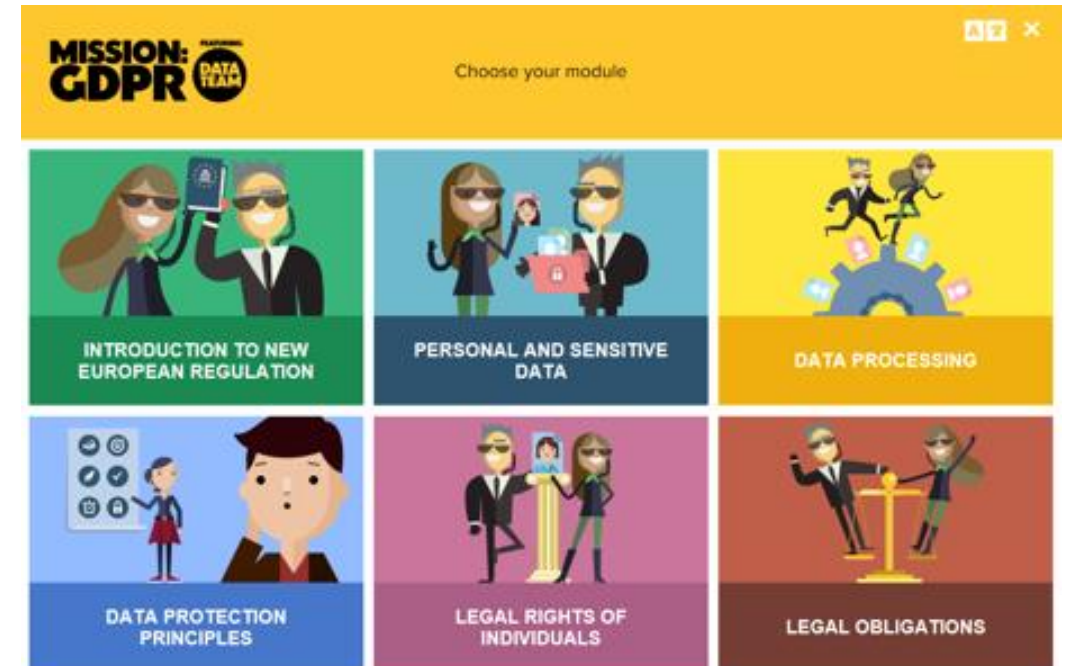 MISSION:
GDPR
FEATURING
DATA
TEAM
Choose your module
INTRODUCTION TO NEW
EUROPEAN REGULATION
PERSONAL AND SENSITIVE
DATA
DATA PROCESSING
DATA PROTECTION
PRINCIPLES
LEGAL RIGHTS OF
INDIVIDUALS
LEGAL OBLIGATIONS